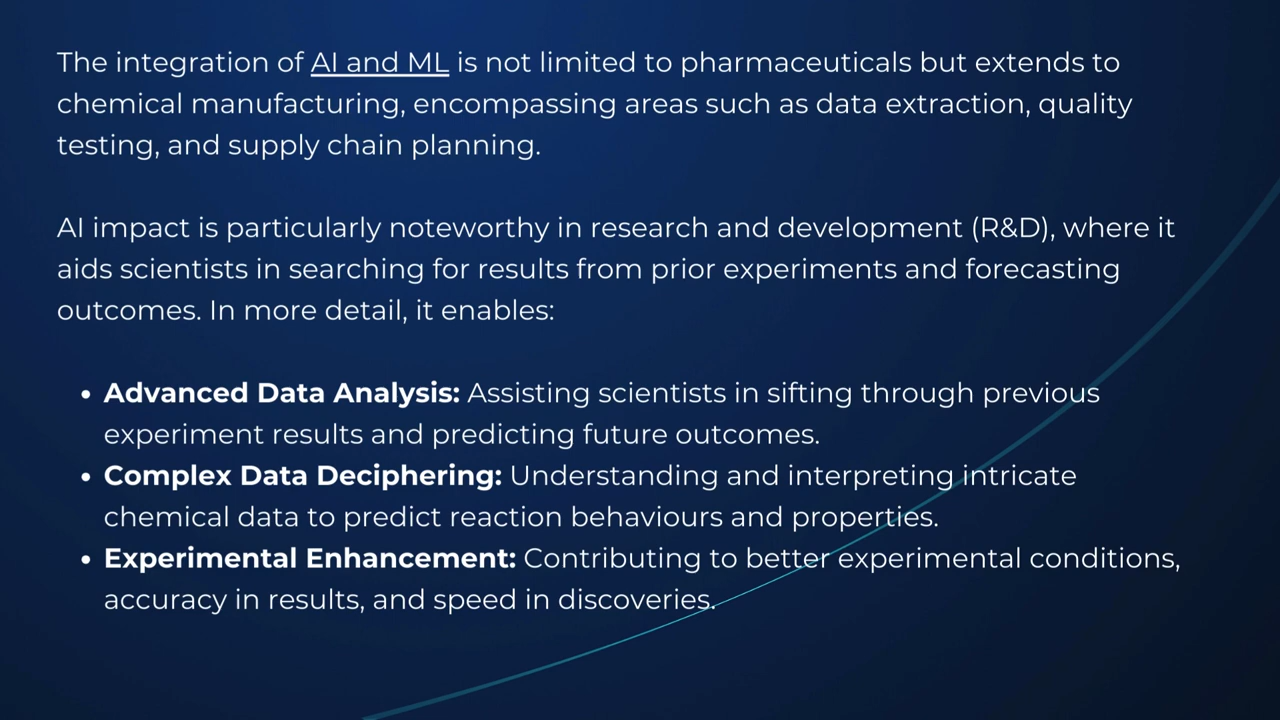 The integration of AI and ML is not limited to pharmaceuticals but extends to
chemical manufacturing, encompassing areas such as data extraction, quality
testing, and supply chain planning.
AI impact is particularly noteworthy in research and development (R&D), where it
aids scientists in searching for results from prior experiments and forecasting
outcomes. In more detail, it enables:
• Advanced Data Analysis: Assisting scientists in sifting through previous
experiment results and predicting future outcomes.
• Complex Data Deciphering: Understanding and interpreting intricate
chemical data to predict reaction behaviours and properties.
• Experimental Enhancement: Contributing to better experimental conditions,
accuracy in results, and speed in discoveries.